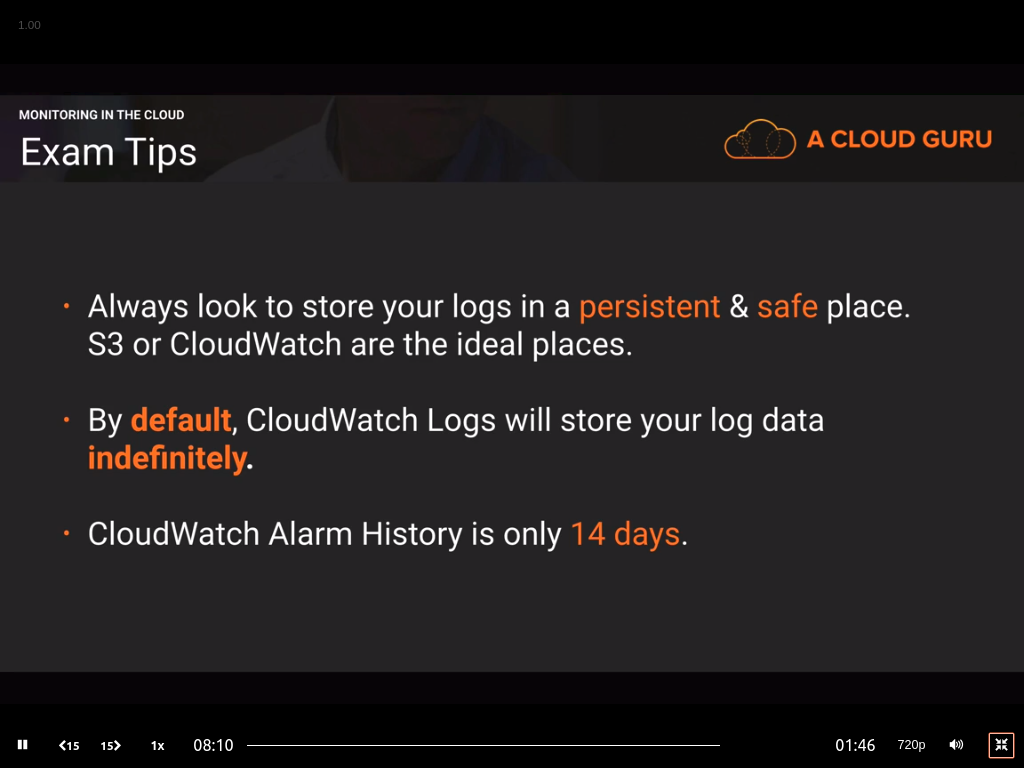 1.00
MONITORING IN THE CLOUD
Exam Tips
A CLOUD GURU
• Always look to store your logs in a persistent & safe place.
S3 or CloudWatch are the ideal places.
• By default, CloudWatch Logs will store your log data
indefinitely.
• CloudWatch Alarm History is only 14 days.
15 15 1x 08:10 01:46 720p